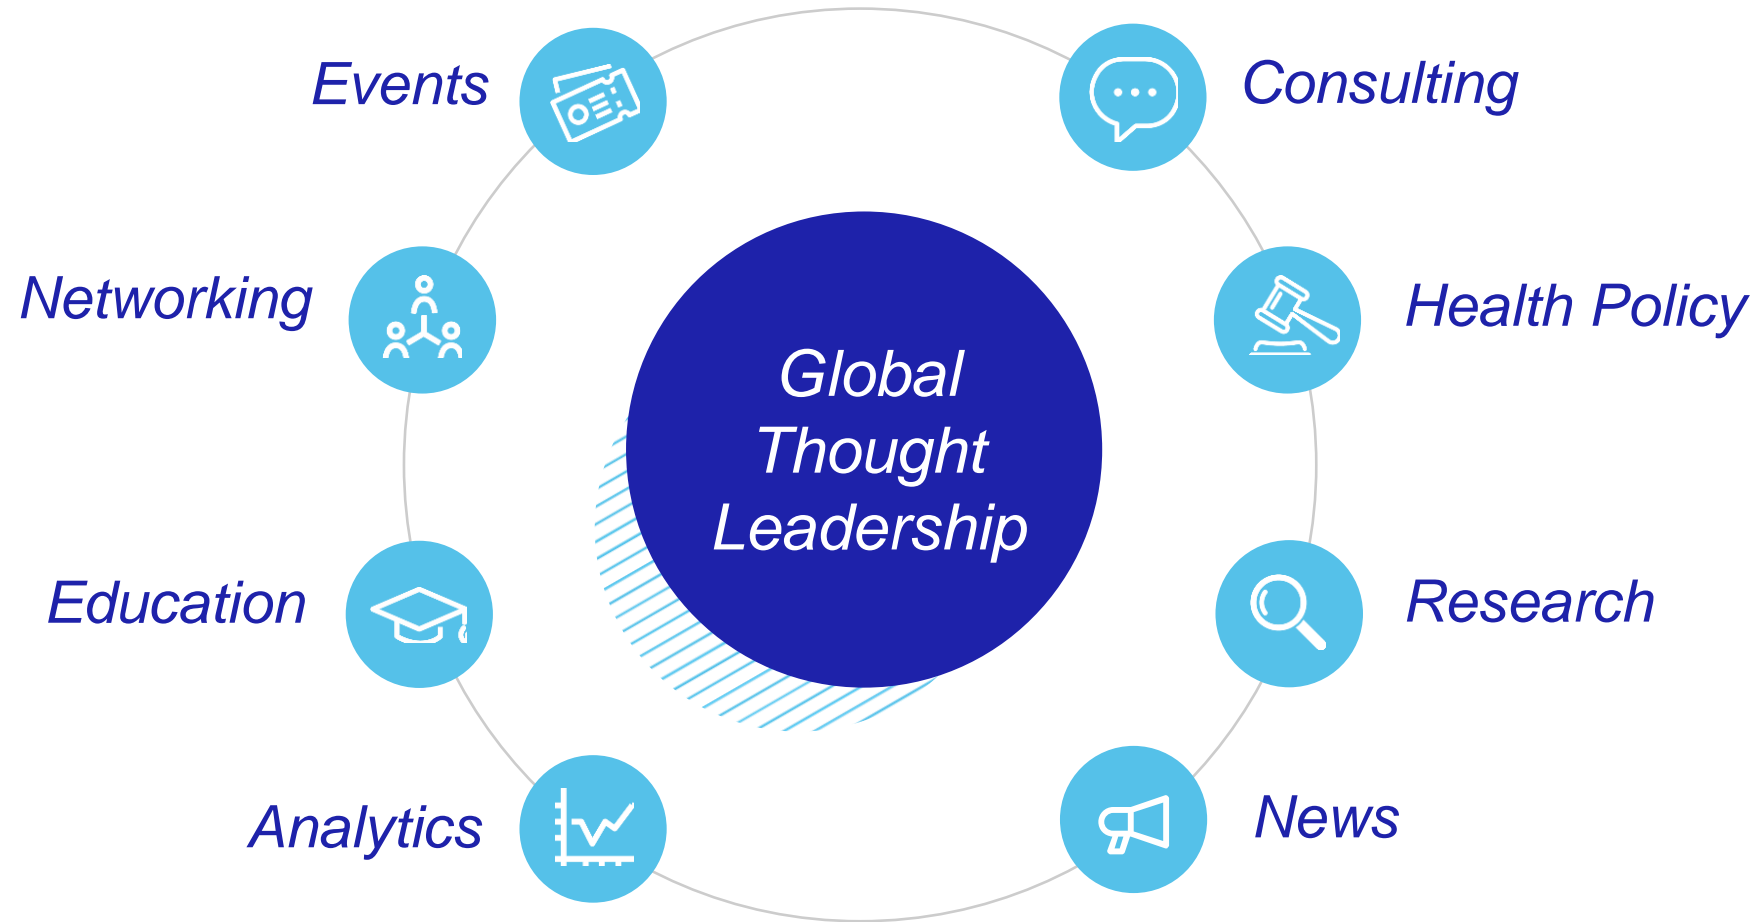 Events
Consulting
Networking
Health Policy
Global
Thought
Leadership
Education
Research
Analytics
News